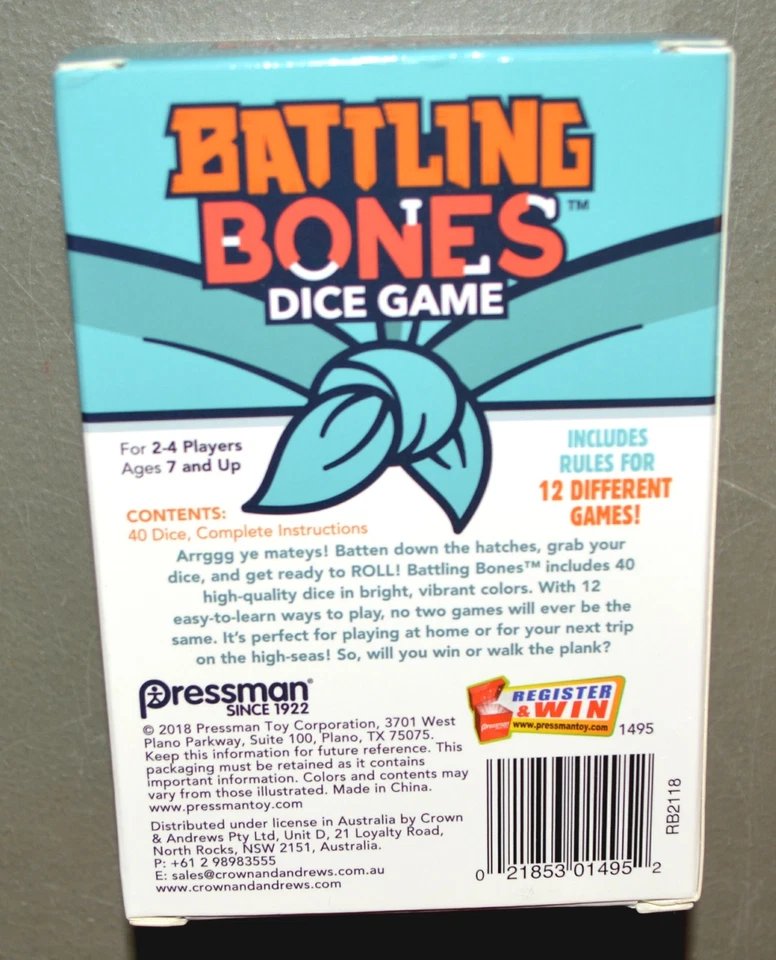 BATTLING
BONES™
DICE GAME
For 2-4 Players
Ages 7 and Up
INCLUDES
RULES FOR
12 DIFFERENT
GAMES!
CONTENTS:
40 Dice, Complete Instructions
Arrggg ye mateys! Batten down the hatches, grab your
dice, and get ready to ROLL! Battling Bones™ includes 40
high-quality dice in bright, vibrant colors. With 12
easy-to-learn ways to play, no two games will ever be the
same. It's perfect for playing at home or for your next trip
on the high-seas! So, will you win or walk the plank?
Pressman®
SINCE 1922
© 2018 Pressman Toy Corporation, 3701 West
Plano Parkway, Suite 100, Plano, TX 75075.
Keep this information for future reference. This
packaging must be retained as it contains
important information. Colors and contents may
vary from those illustrated. Made in China.
www.pressmantoy.com
Distributed under license in Australia by Crown
& Andrews Pty Ltd, Unit D, 21 Loyalty Road,
North Rocks, NSW 2151, Australia.
P: +61 2 98983555
E: sales@crownandandrews.com.au
www.crownandandrews.com
Pressman
REGISTER
& WIN
www.pressmantoy.com
1495
RB2118
0 21853 01495 2